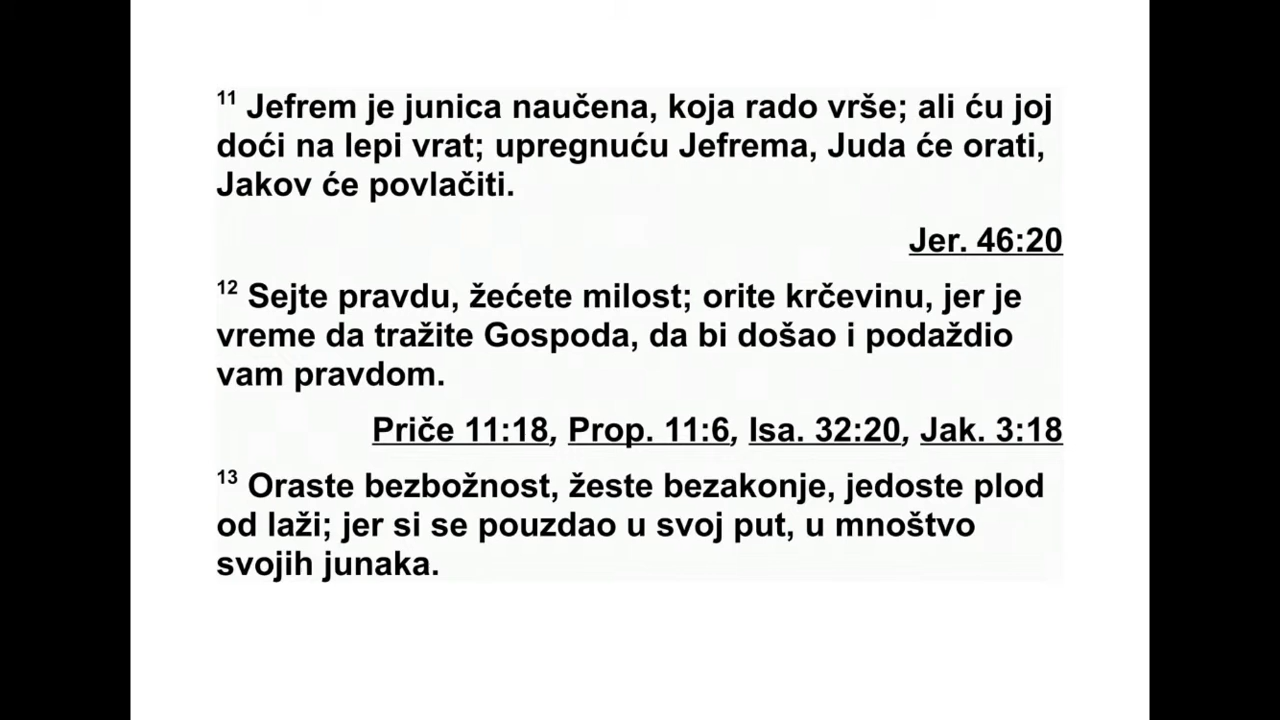 11 Jefrem je junica naučena, koja rado vrše; ali ću joj
doći na lepi vrat; upregnuću Jefrema, Juda će orati,
Jakov će povlačiti.
Jer. 46:20
12 Sejte pravdu, žećete milost; orite krčevinu, jer je
vreme da tražite Gospoda, da bi došao i podaždio
vam pravdom.
Priče 11:18, Prop. 11:6, Isa. 32:20, Jak. 3:18
13 Oraste bezbožnost, žeste bezakonje, jedoste plod
od laži; jer si se pouzdao u svoj put, u mnoštvo
svojih junaka.